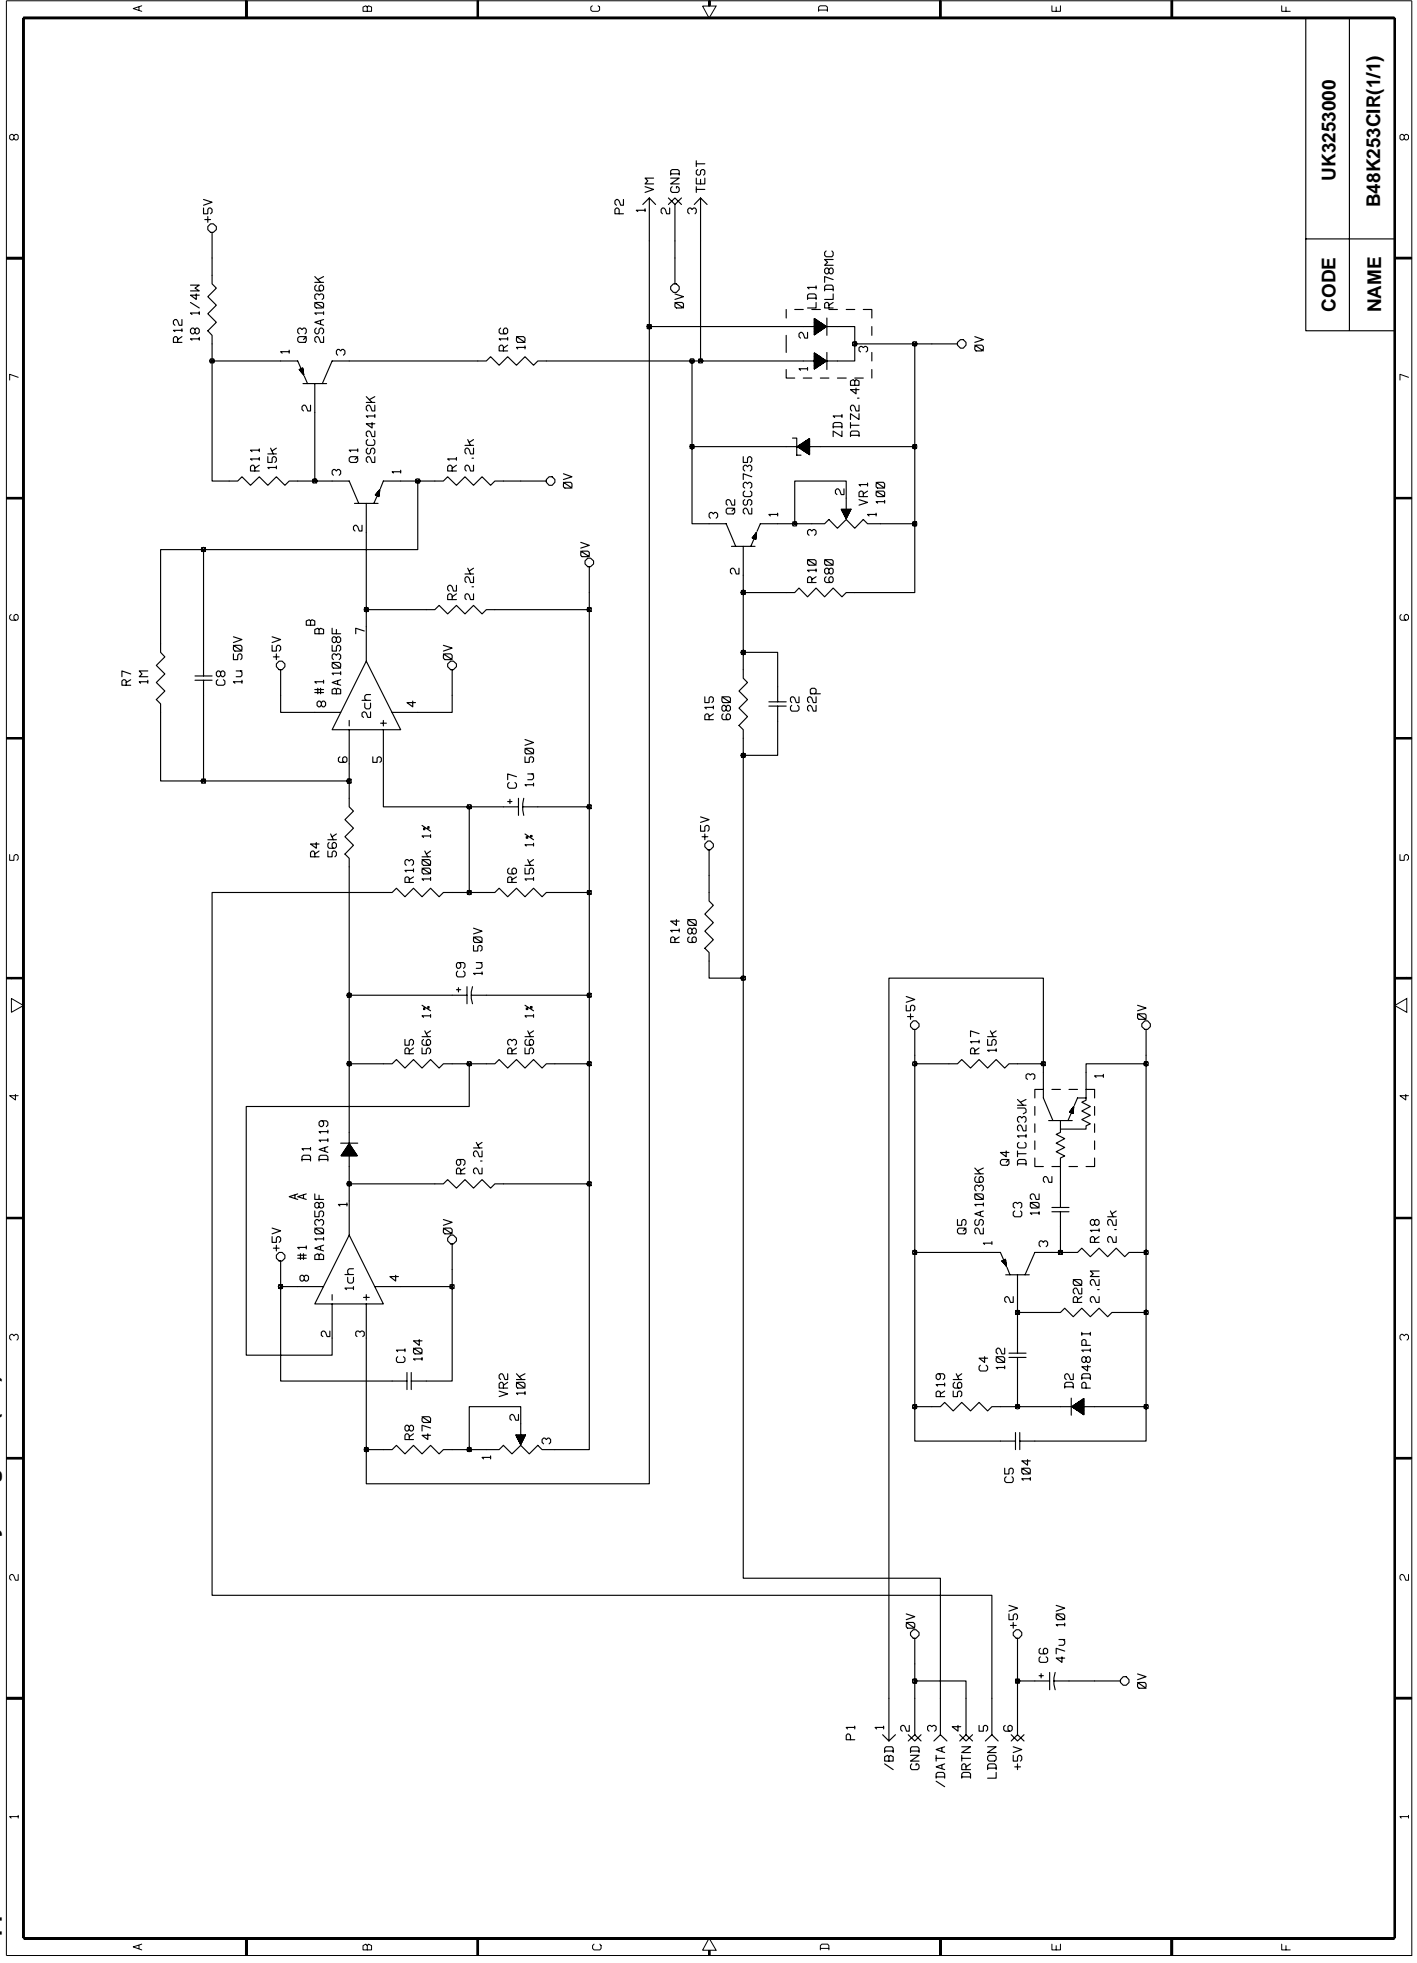 1
2
3
4
5
6
7
8
A
B
C
D
E
F
R7
1M
C8
1u 50V
R12
18 1/4W
+5V
R11
15k
Q3
2SA1036K
1
2
3
Q1
2SC2412K
3
2
1
R1
2.2k
0V
R16
10
#1
BA10358F
A
A
+5V
8
2
3
1ch
1
4
0V
C1
104
R8
470
VR2
10K
1
2
3
D1
DA119
R9
2.2k
R5
56k 1%
R3
56k 1%
C9
1u 50V
R4
56k
R13
100k 1%
R6
15k 1%
C7
1u 50V
#1
BA10358F
B
B
+5V
8
6
5
2ch
7
4
0V
R2
2.2k
0V
P2
1
VM
2
GND
3
TEST
0V
R14
680
+5V
R15
680
C2
22p
R10
680
Q2
2SC3735
3
2
1
VR1
100
3
2
1
ZD1
DTZ2.4B
LD1
RLD78MC
1
2
3
0V
P1
/BD
1
GND
2
/DATA
3
DRTN
4
LDON
5
+5V
6
0V
+5V
C6
47u 10V
0V
C5
104
R19
56k
D2
PD481PI
C4
102
R20
2.2M
Q5
2SA1036K
1
2
3
R18
2.2k
C3
102
Q4
DTC123JK
2
3
1
R17
15k
+5V
0V
CODE
UK3253000
NAME
B48K253CIR(1/1)
A
B
C
D
E
F
1
2
3
4
5
6
7
8